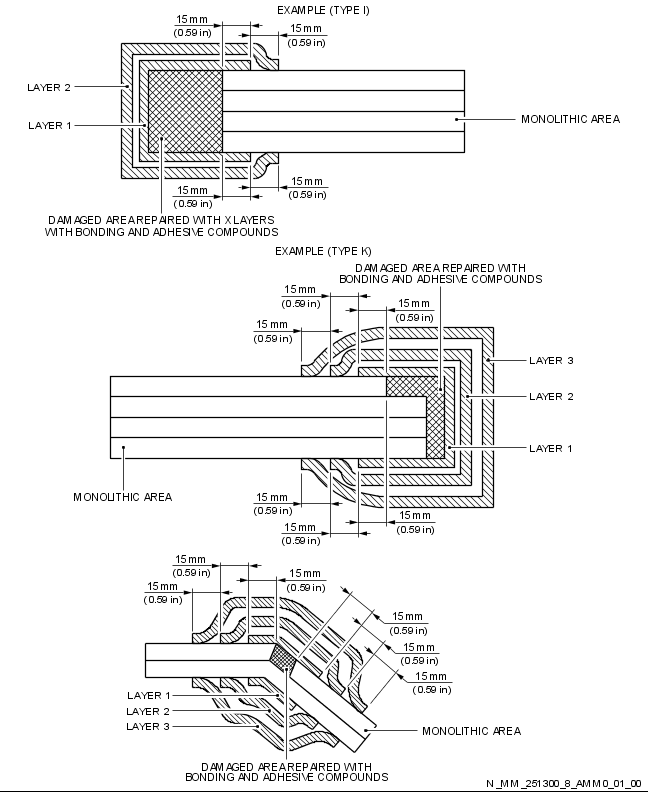 EXAMPLE (TYPE I)
15 mm
(0.59 in)
15 mm
(0.59 in)
LAYER 2
LAYER 1
MONOLITHIC AREA
15 mm
(0.59 in)
15 mm
(0.59 in)
DAMAGED AREA REPAIRED WITH X LAYERS
WITH BONDING AND ADHESIVE COMPOUNDS
EXAMPLE (TYPE K)
DAMAGED AREA REPAIRED WITH
BONDING AND ADHESIVE COMPOUNDS
15 mm
(0.59 in)
15 mm
(0.59 in)
15 mm
(0.59 in)
LAYER 3
LAYER 2
LAYER 1
MONOLITHIC AREA
15 mm
(0.59 in)
15 mm
(0.59 in)
15 mm
(0.59 in)
15 mm
(0.59 in)
15 mm
(0.59 in)
15 mm
(0.59 in)
15 mm
(0.59 in)
15 mm
(0.59 in)
15 mm
(0.59 in)
LAYER 1
LAYER 2
LAYER 3
MONOLITHIC AREA
DAMAGED AREA REPAIRED WITH
BONDING AND ADHESIVE COMPOUNDS
N_MM_251300_8_AMM0_01_00